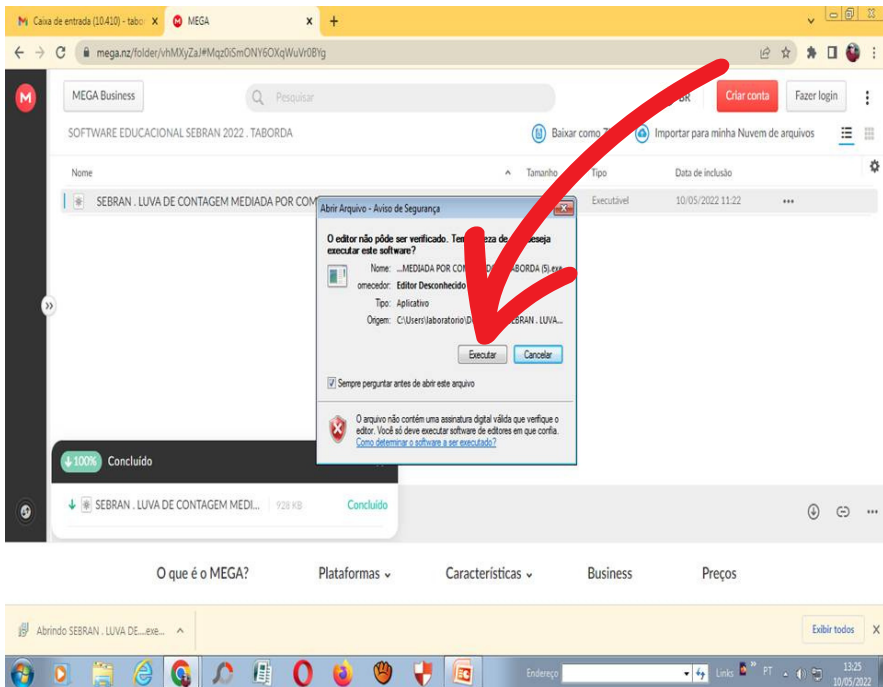 Caixa de entrada (10.410) - tabor
MEGA
mega.nz/folder/vhMXyZaJ#Mqz0iSmONY6OXqWuVr0BYg
MEGA Business
Pesquisar
BR
Criar conta
Fazer login
SOFTWARE EDUCACIONAL SEBRAN 2022 . TABORDA
Baixar como
Importar para minha Nuvem de arquivos
Nome
Tamanho
Tipo
Data de inclusão
SEBRAN . LUVA DE CONTAGEM MEDIADA POR COM
Executável
10/05/2022 11:22
Abrir Arquivo - Aviso de Segurança
O editor não pôde ser verificado. Tem deseja
executar este software?
Nome: ...MEDIADA POR CO ABORDA (5).exe
omecedor: Editor Desconhecido
Tipo: Aplicativo
Origem: C:\Users\laboratorio\D EBRAN . LUVA...
Executar
Cancelar
Sempre perguntar antes de abrir este arquivo
O arquivo não contém uma assinatura digital válida que verifique o
editor. Você só deve executar software de editores em que confia.
Como determinar o software a ser executado?
100%
Concluído
SEBRAN . LUVA DE CONTAGEM MEDI...
928 KB
Concluído
O que é o MEGA?
Plataformas
Características
Business
Preços
Abrindo SEBRAN . LUVA DE....exe...
Exibir todos
Endereço
Links
PT
13:25
10/05/2022